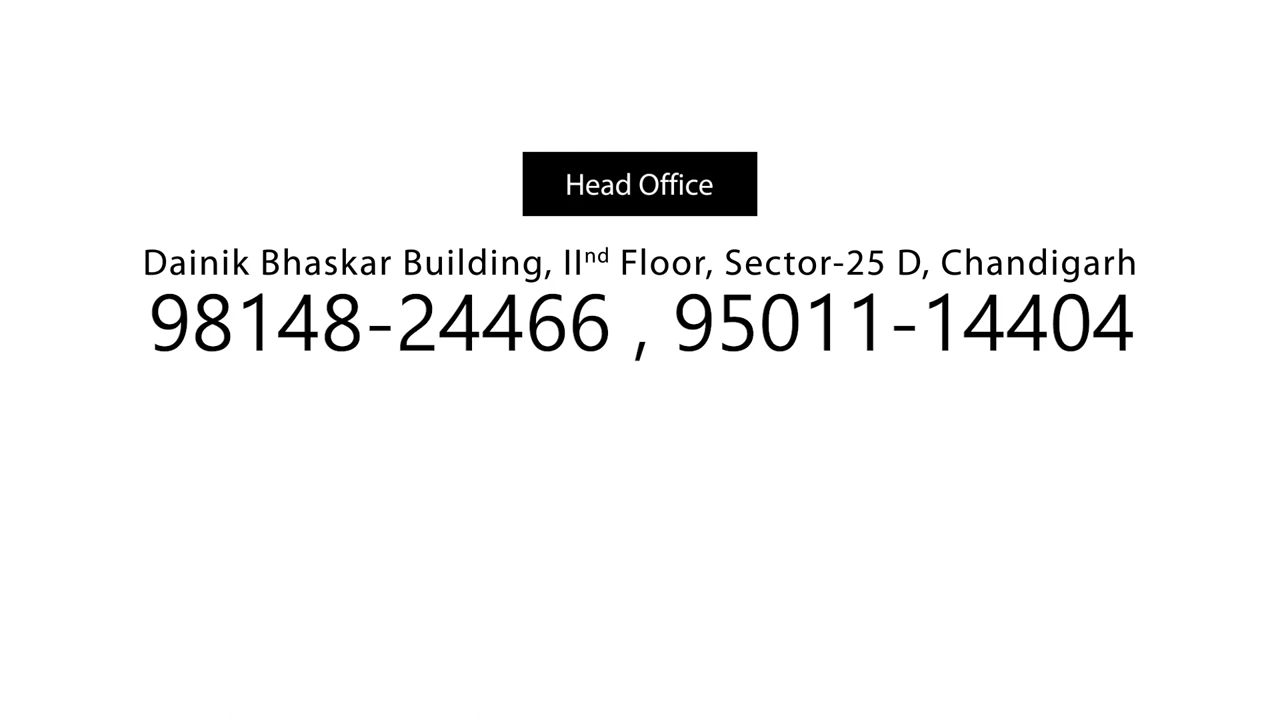 Head Office
Dainik Bhaskar Building, IInd Floor, Sector-25 D, Chandigarh
98148-24466 , 95011-14404